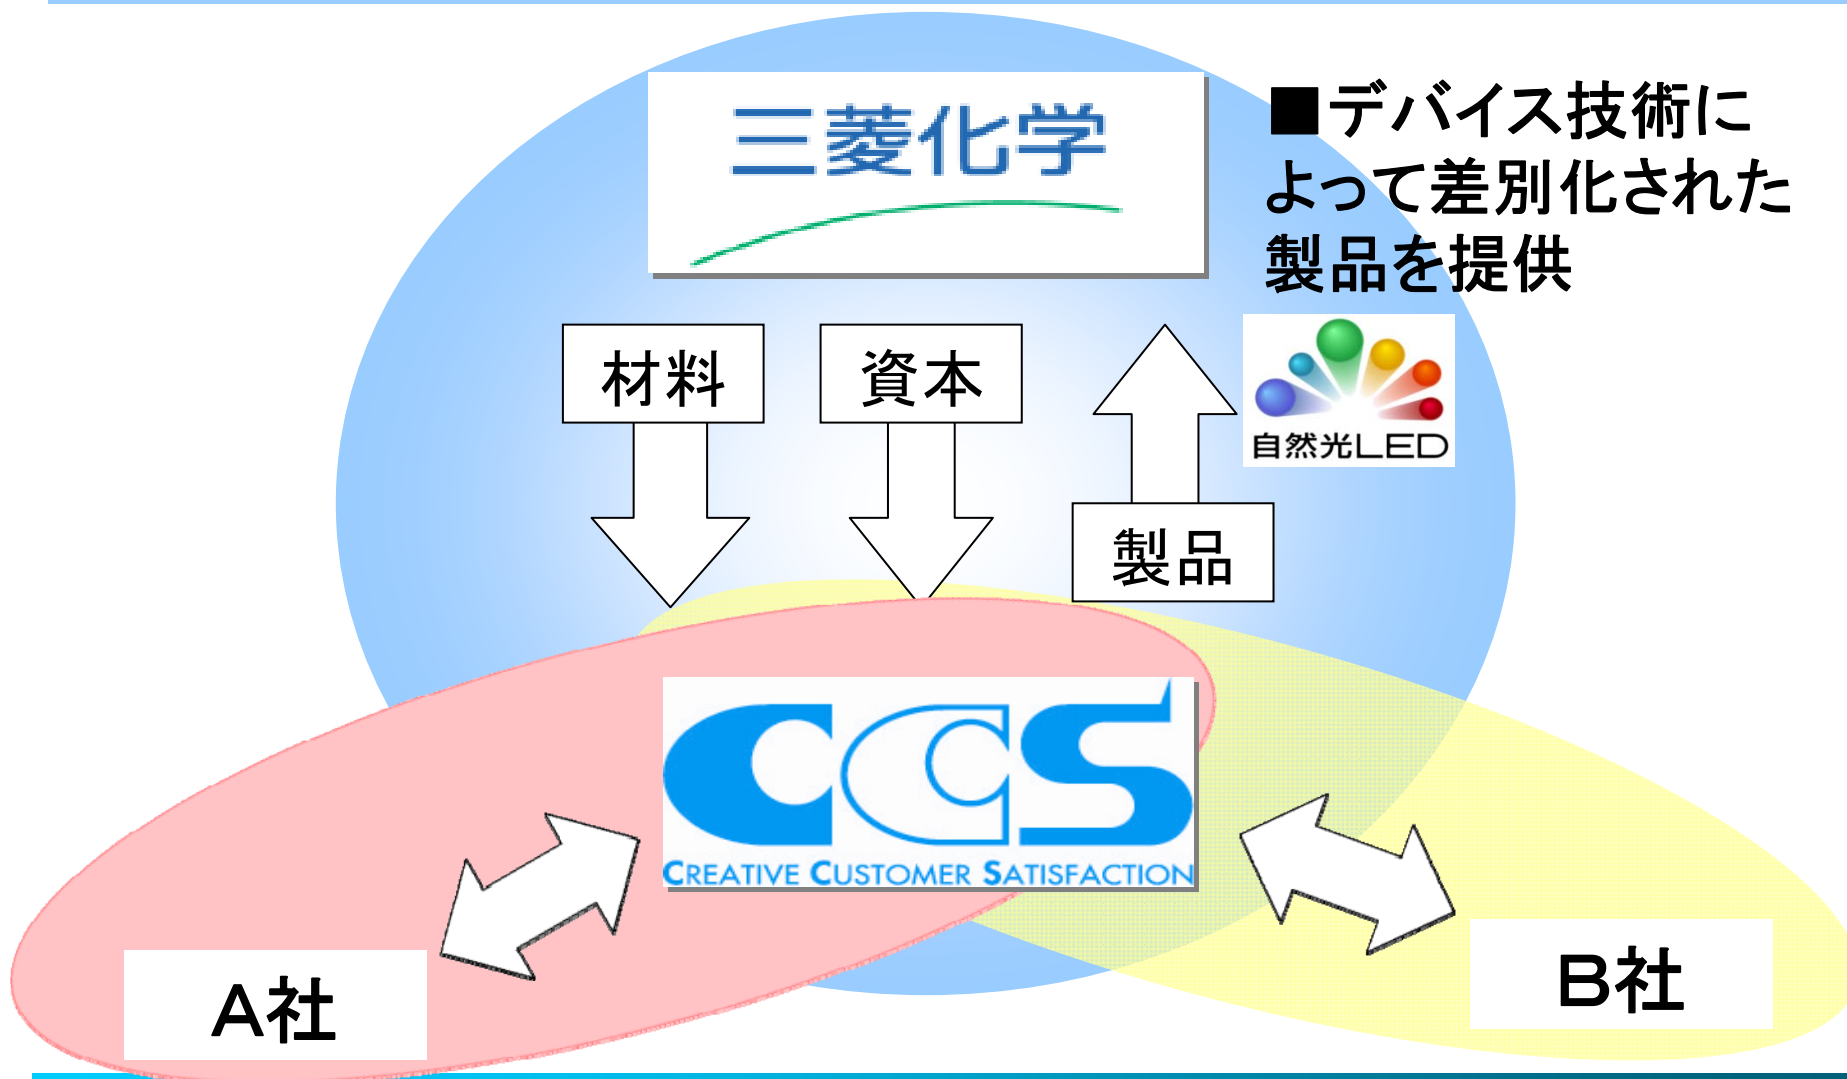 三菱化学
■デバイス技術に
よって差別化された
製品を提供
材料
資本
自然光LED
製品
CCS
CREATIVE CUSTOMER SATISFACTION
A社
B社